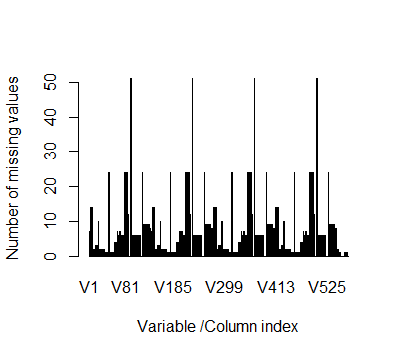 Number of missing values
50
40
30
20
10
0
V1 V81 V185 V299 V413 V525
Variable /Column index